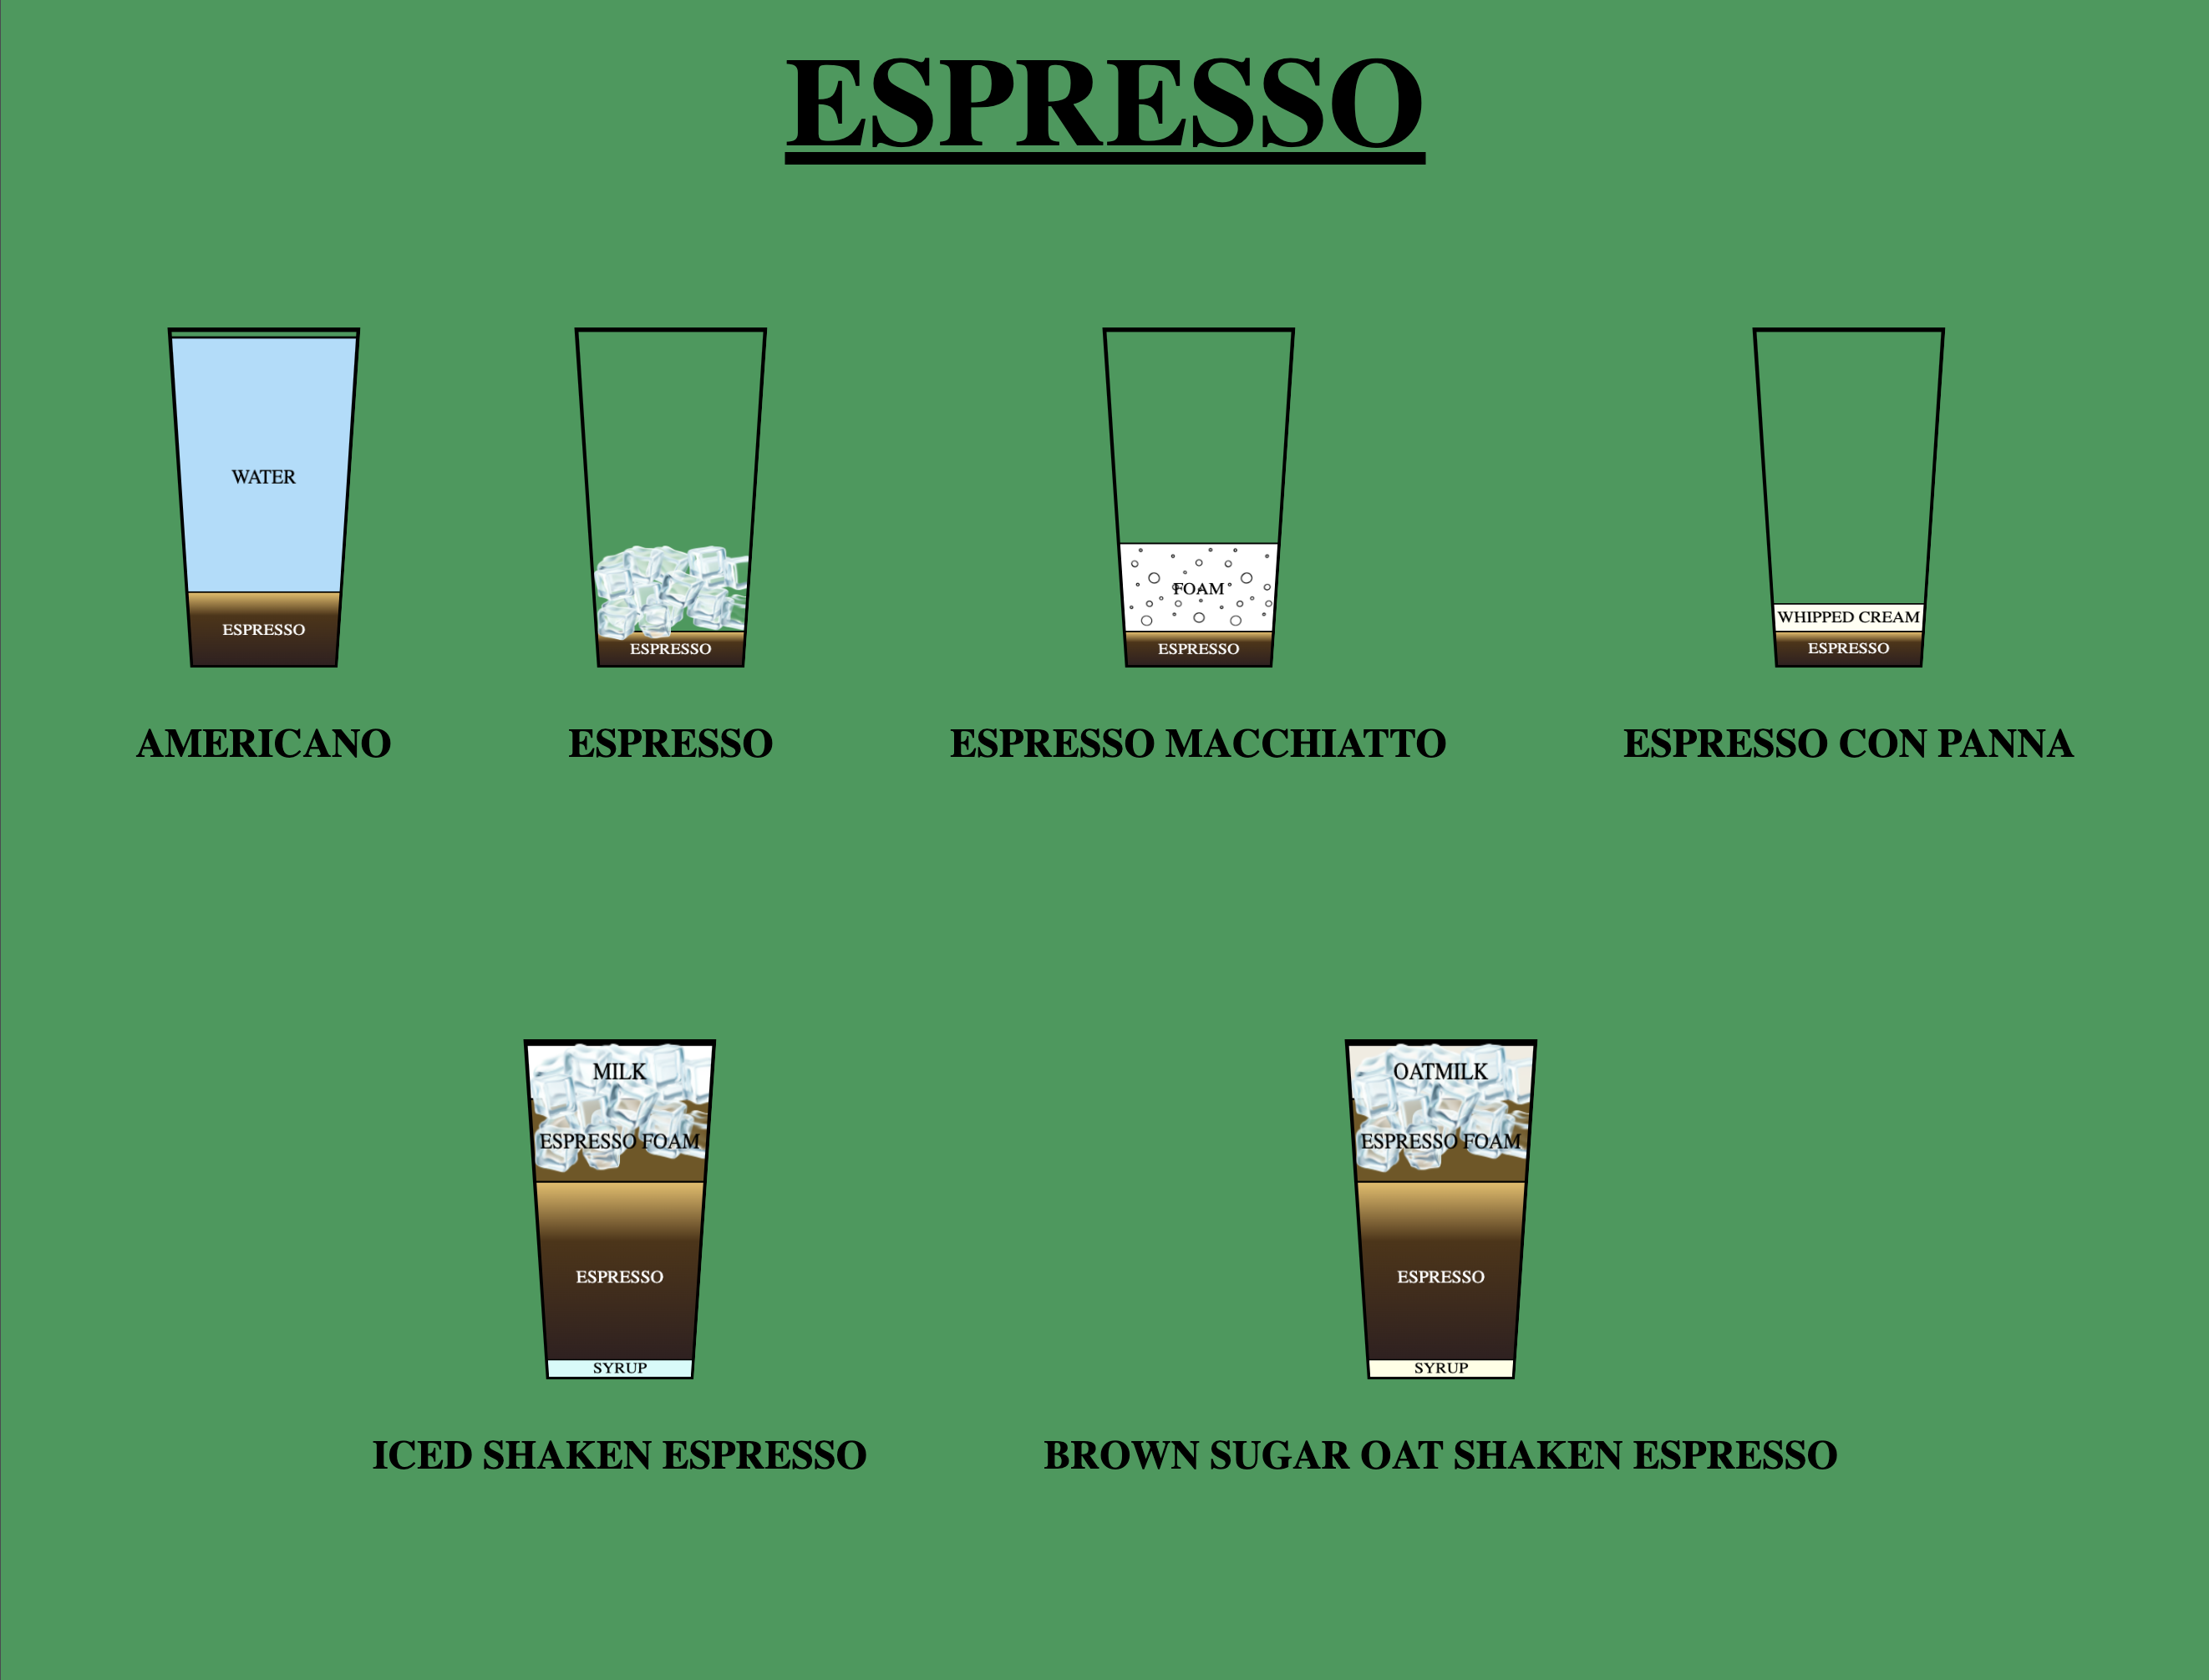 ESPRESSO
WATER
ESPRESSO
AMERICANO
ESPRESSO
ESPRESSO
FOAM
ESPRESSO
ESPRESSO MACCHIATTO
WHIPPED CREAM
ESPRESSO
ESPRESSO CON PANNA
MILK
ESPRESSO FOAM
ESPRESSO
SYRUP
ICED SHAKEN ESPRESSO
OATMILK
ESPRESSO FOAM
ESPRESSO
SYRUP
BROWN SUGAR OAT SHAKEN ESPRESSO